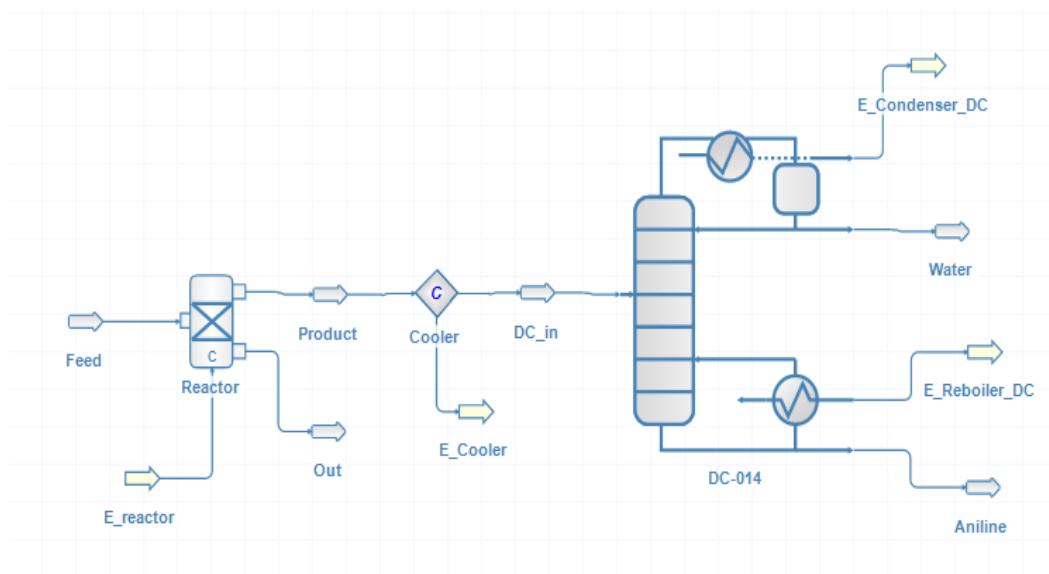 E_Condenser_DC
Water
Feed
C
Reactor
Product
C
Cooler
DC_in
E_Reboiler_DC
E_Cooler
Out
DC-014
E_reactor
Aniline